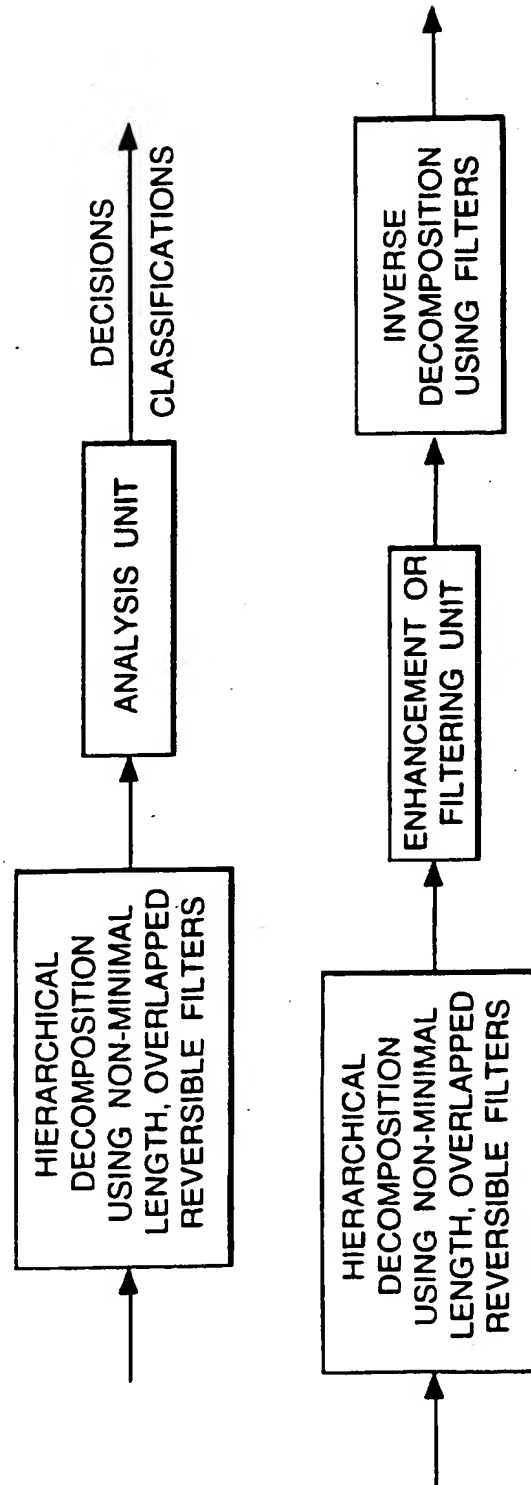 HIERARCHICAL
DECOMPOSITION
USING NON-MINIMAL
LENGTH, OVERLAPPED
REVERSIBLE FILTERS
ANALYSIS UNIT
DECISIONS
CLASSIFICATIONS
HIERARCHICAL
DECOMPOSITION
USING NON-MINIMAL
LENGTH, OVERLAPPED
REVERSIBLE FILTERS
ENHANCEMENT OR
FILTERING UNIT
INVERSE
DECOMPOSITION
USING FILTERS